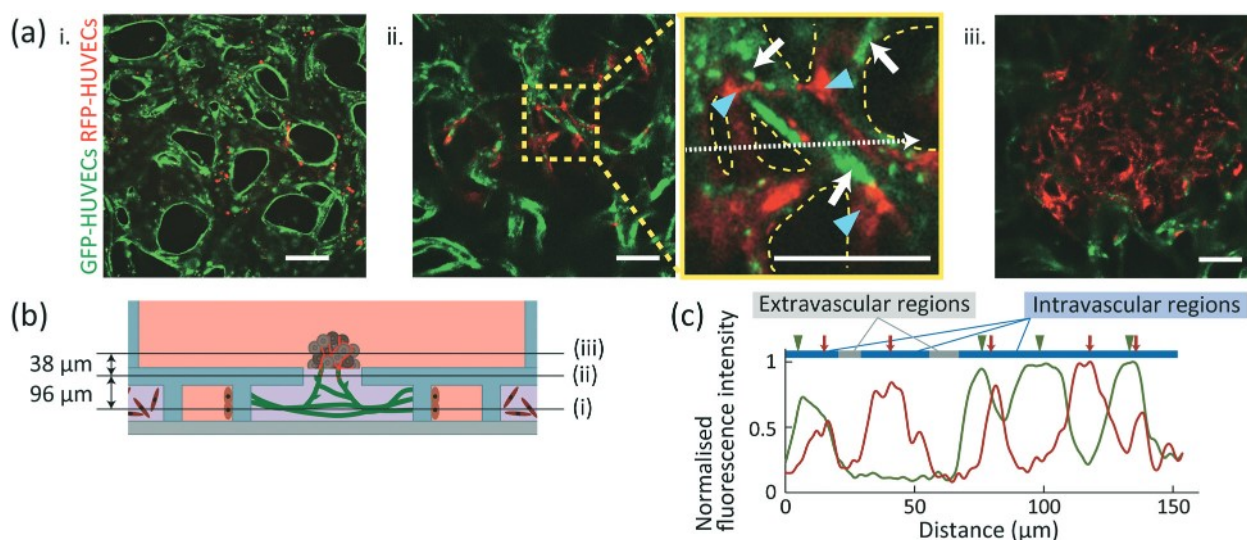 (a) i. ii. iii.
GFP-HUVECs RFP-HUVECs
(b)
38 µm
96 µm
(iii)
(ii)
(i)
(c)
Extravascular regions
Intravascular regions
Normalised
fluorescence intensity
1
0.5
0
0 50 100 150
Distance (µm)